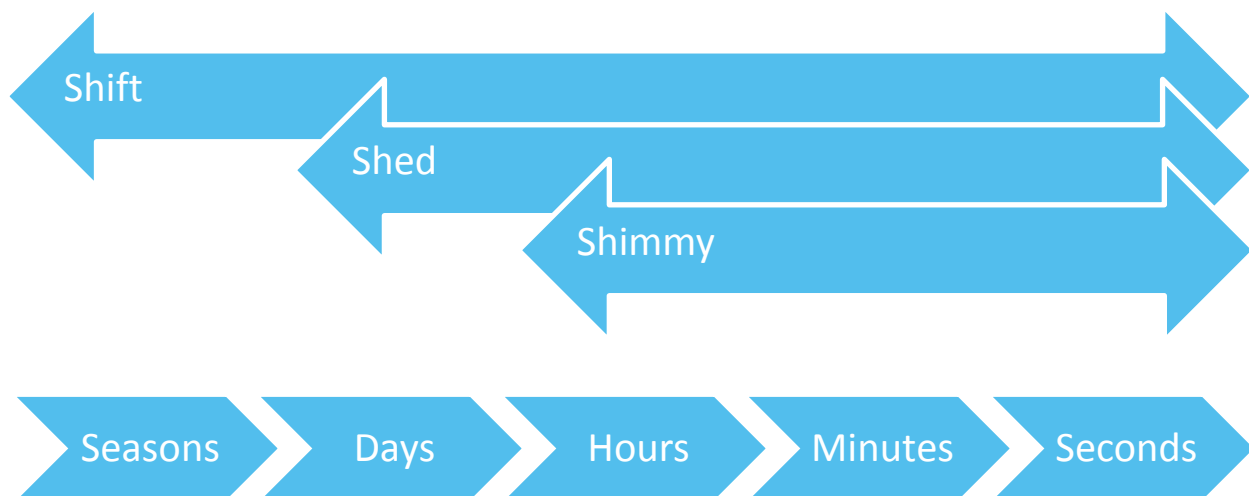 Shift
Shed
Shimmy
Seasons
Days
Hours
Minutes
Seconds